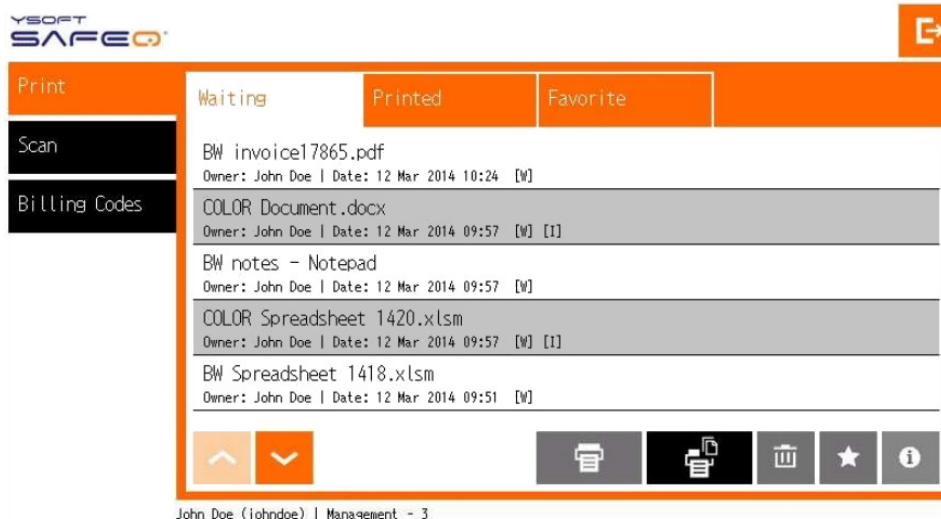 YSOFT
SAFEQ
Print
Scan
Billing Codes
Waiting
Printed
Favorite
BW invoice17865.pdf
Owner: John Doe | Date: 12 Mar 2014 10:24 [W]
COLOR Document.docx
Owner: John Doe | Date: 12 Mar 2014 09:57 [W] [I]
BW notes - Notepad
Owner: John Doe | Date: 12 Mar 2014 09:57 [W]
COLOR Spreadsheet 1420.xlsm
Owner: John Doe | Date: 12 Mar 2014 09:57 [W] [I]
BW Spreadsheet 1418.xlsm
Owner: John Doe | Date: 12 Mar 2014 09:51 [W]
John Doe (johndoe) | Management - 3